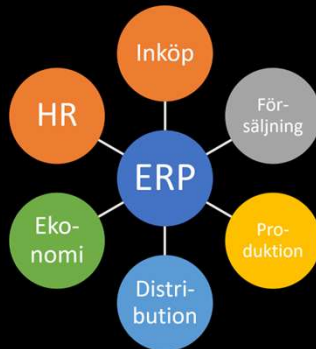 Inköp
HR
För-
säljning
ERP
Eko-
nomi
Pro-
duktion
Distri-
bution